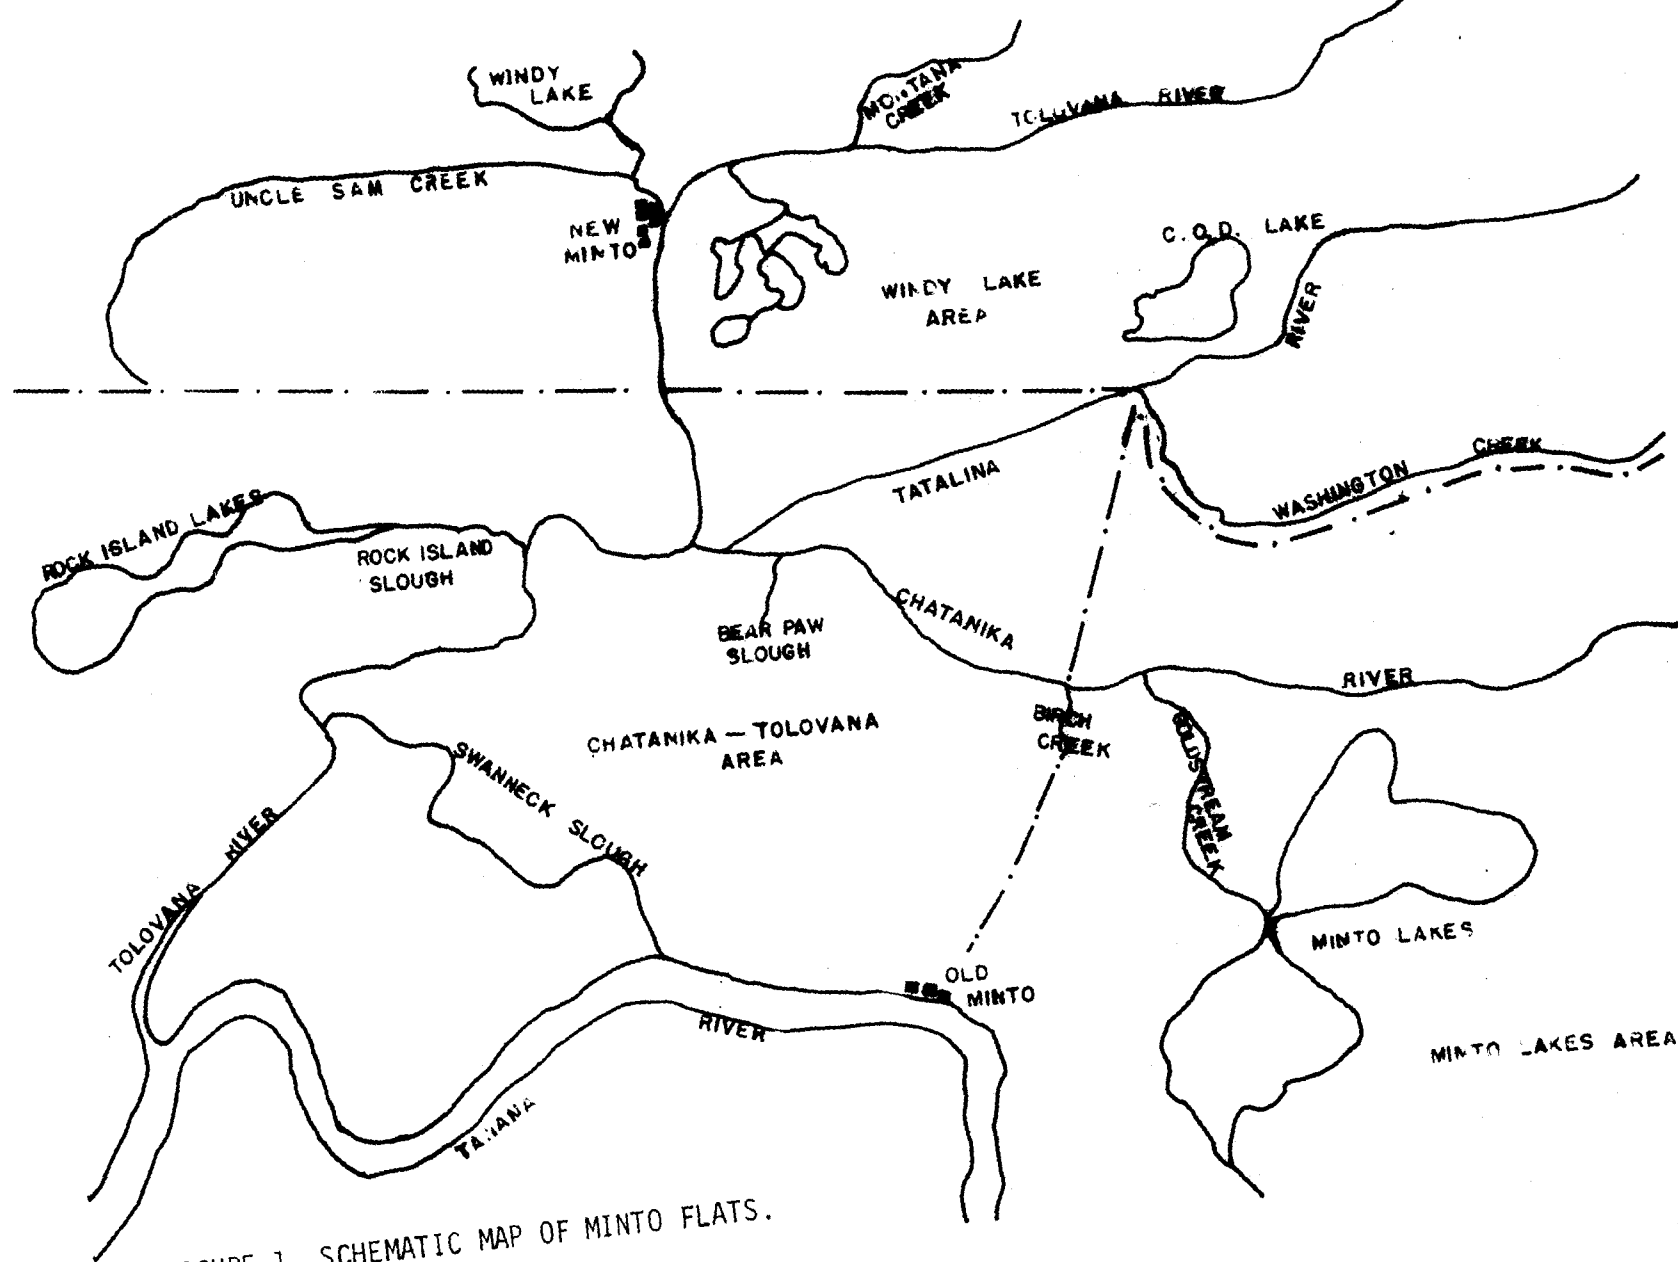 WINDY
LAKE
MONTANA
CREEK
TOLOVANA RIVER
UNCLE SAM CREEK
NEW
MINTO
C.O.D. LAKE
WINDY LAKE
AREA
RIVER
TATALINA
WASHINGTON CREEK
ROCK ISLAND LAKES
ROCK ISLAND
SLOUGH
BEAR PAW
SLOUGH
CHATANIKA
RIVER
BIRCH
CREEK
GOLDSTREAM
CREEK
CHATANIKA — TOLOVANA
AREA
SWANNECK SLOUGH
TOLOVANA RIVER
MINTO LAKES
OLD
MINTO
MINTO LAKES AREA
TANANA RIVER
1 SCHEMATIC MAP OF MINTO FLATS.